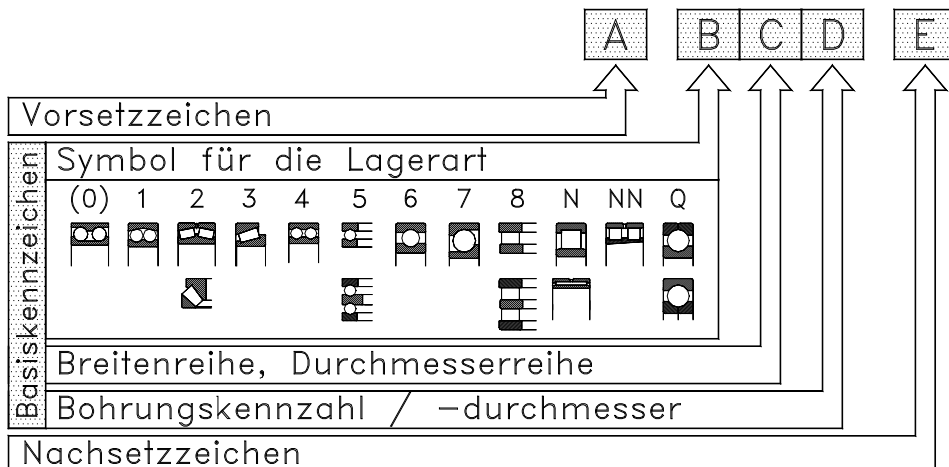 A B C D E
Vorsetzzeichen
Basiskennzeichen
Symbol für die Lagerart
(0) 1 2 3 4 5 6 7 8 N NN Q
Breitenreihe, Durchmesserreihe
Bohrungskennzahl / -durchmesser
Nachsetzzeichen